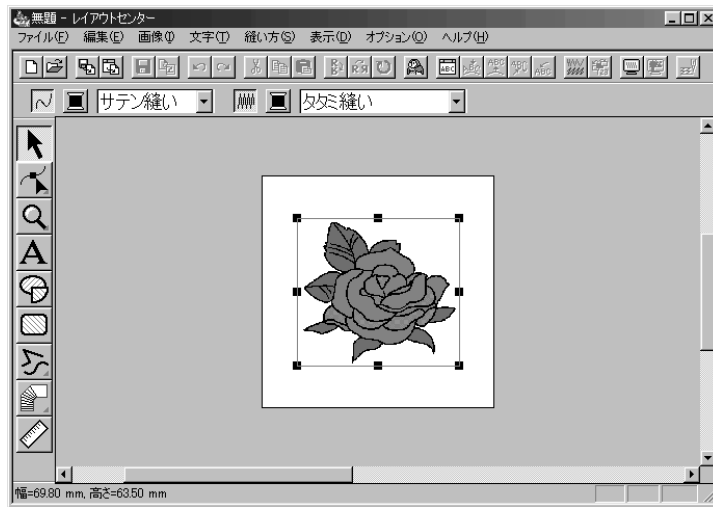 無題 - レイアウトセンター
ファイル(F) 編集(E) 画像(I) 文字(T) 縫い方(S) 表示(D) オプション(O) ヘルプ(H)
サテン縫い タタミ縫い
A
幅=69.80 mm, 高さ=63.50 mm